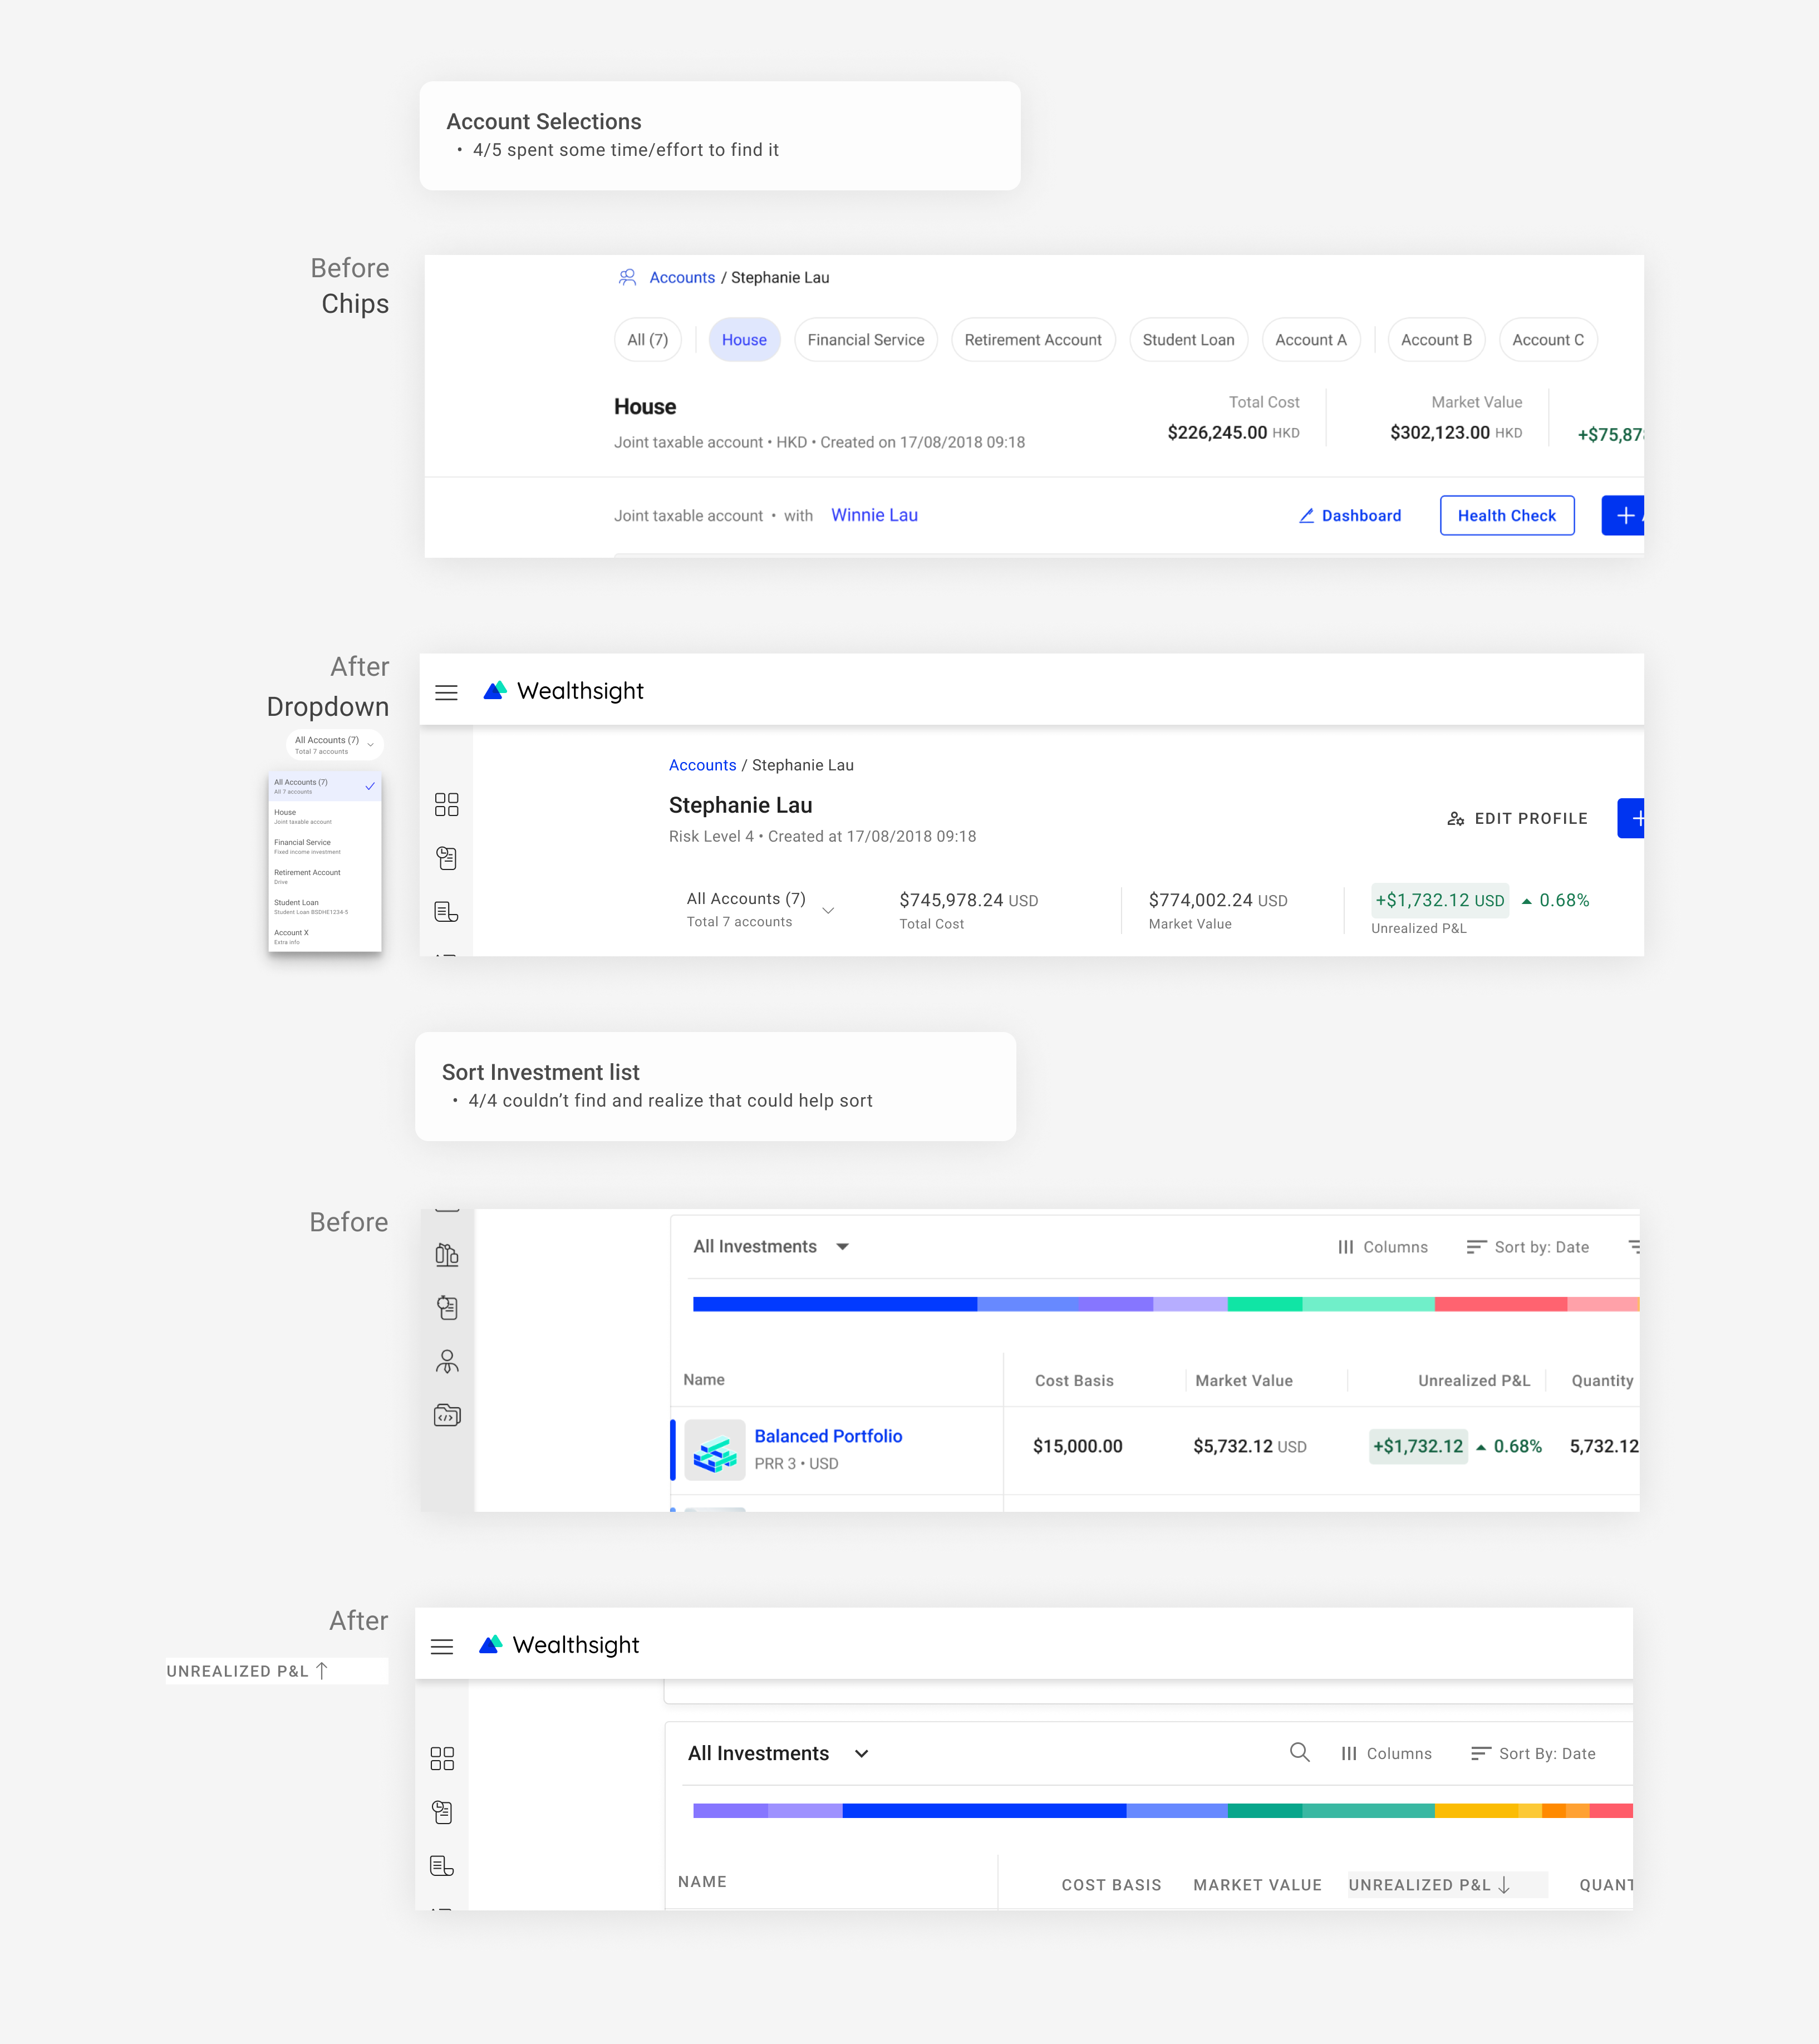 Account Selections
• 4/5 spent some time/effort to find it
Before
Chips
Accounts / Stephanie Lau
All (7) House Financial Service Retirement Account Student Loan Account A Account B Account C
House
Joint taxable account • HKD • Created on 17/08/2018 09:18
Total Cost
$226,245.00 HKD
Market Value
$302,123.00 HKD
+$75,87
Joint taxable account • with Winnie Lau
Dashboard Health Check
After
Dropdown
All Accounts (7)
Total 7 accounts
All Accounts (7)
All 7 accounts
House
Joint taxable account
Financial Service
Fixed income investment
Retirement Account
Drive
Student Loan
Student Loan BSDHE1234-5
Account X
Extra info
Wealthsight
Accounts / Stephanie Lau
Stephanie Lau
Risk Level 4 • Created at 17/08/2018 09:18
EDIT PROFILE
All Accounts (7)
Total 7 accounts
$745,978.24 USD
Total Cost
$774,002.24 USD
Market Value
+$1,732.12 USD 0.68%
Unrealized P&L
Sort Investment list
• 4/4 couldn’t find and realize that could help sort
Before
All Investments Columns Sort by: Date
Name Cost Basis Market Value Unrealized P&L Quantity
Balanced Portfolio
PRR 3 • USD
$15,000.00 $5,732.12 USD +$1,732.12 0.68% 5,732.12
After
UNREALIZED P&L ↑
Wealthsight
All Investments Columns Sort By: Date
NAME COST BASIS MARKET VALUE UNREALIZED P&L ↓ QUANT